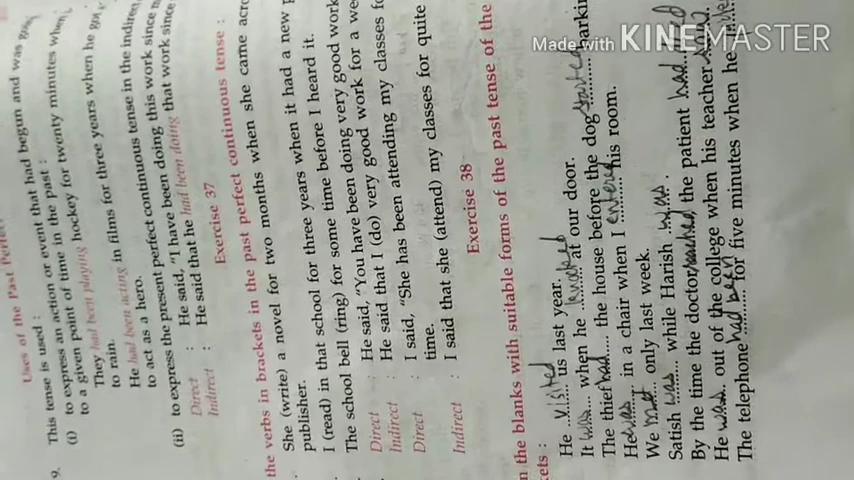 Made with KINEMASTER
Uses of the Past Perfect
9. This tense is used :
(i) to express an action or event that had begun and was
to a given point of time in the past :
They had been playing hockey for twenty minutes when
to rain.
He had been acting in films for three years when he got
to act as a hero.
(ii) to express the present perfect continuous tense in the indirect
Direct : He said, "I have been doing this work since
Indirect : He said that he had been doing that work since
Exercise 37
the verbs in brackets in the past perfect continuous tense :
She (write) a novel for two months when she came
publisher.
I (read) in that school for three years when it had a new
The school bell (ring) for some time before I heard it.
Direct : He said, "You have been doing very good work
Indirect : He said that I (do) very good work for a
Direct : I said, "She has been attending my classes
time.
Indirect : I said that she (attend) my classes for quite
Exercise 38
the blanks with suitable forms of the past tense of the
He ...visited us last year.
It ...was... when he knocked at our door.
The thief had.... the house before the dog started
He was... in a chair when I entered his room.
We met only last week.
Satish was... while Harish was.
By the time the doctor reached, the patient had
He was.. out of the college when his teacher
The telephone had been for five minutes when he